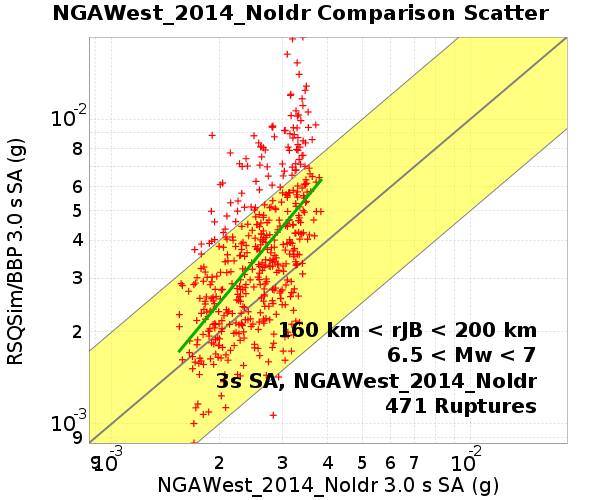 NGAWest_2014_NoIdr Comparison Scatter
RSQSim/BBP 3.0 s SA (g)
10-2
8
7
6
5
4
3
2
10-3
9
160 km < rJB < 200 km
6.5 < Mw < 7
3s SA, NGAWest_2014_NoIdr
471 Ruptures
9 10-3 2 3 4 5 6 7 10-2
NGAWest_2014_NoIdr 3.0 s SA (g)